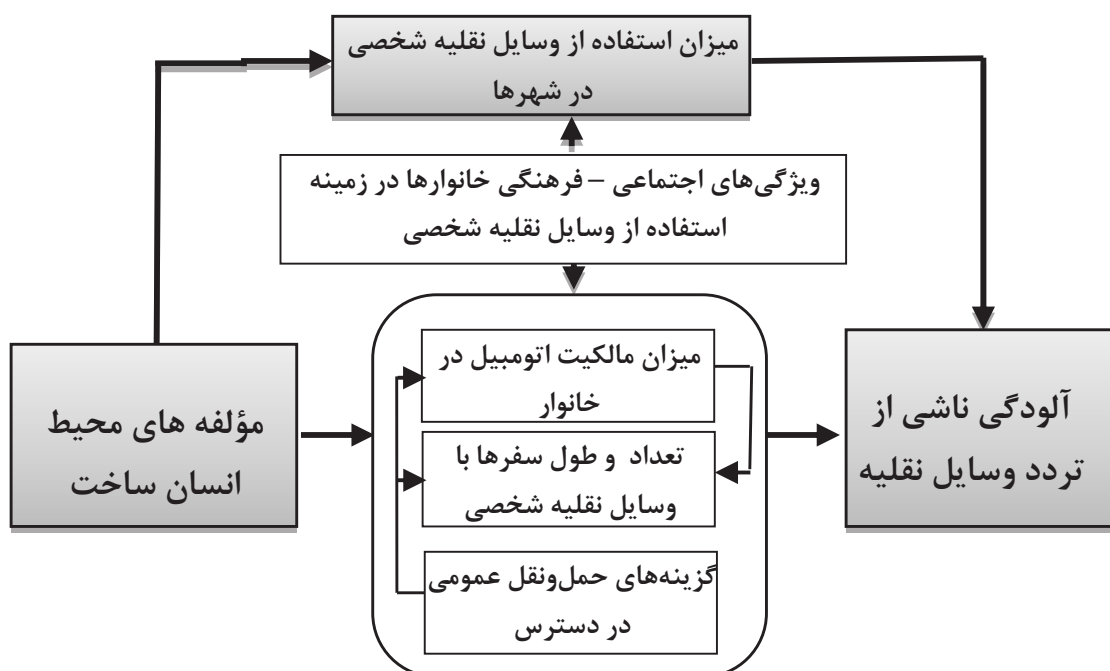 میزان استفاده از وسایل نقلیه شخصی
در شهرها
ویژگی‌های اجتماعی – فرهنگی خانوارها در زمینه
استفاده از وسایل نقلیه شخصی
آلودگی ناشی از
تردد وسایل نقلیه
میزان مالکیت اتومبیل در
خانوار
تعداد و طول سفرها با
وسایل نقلیه شخصی
گزینه‌های حمل‌ونقل عمومی
در دسترس
مؤلفه های محیط
انسان ساخت